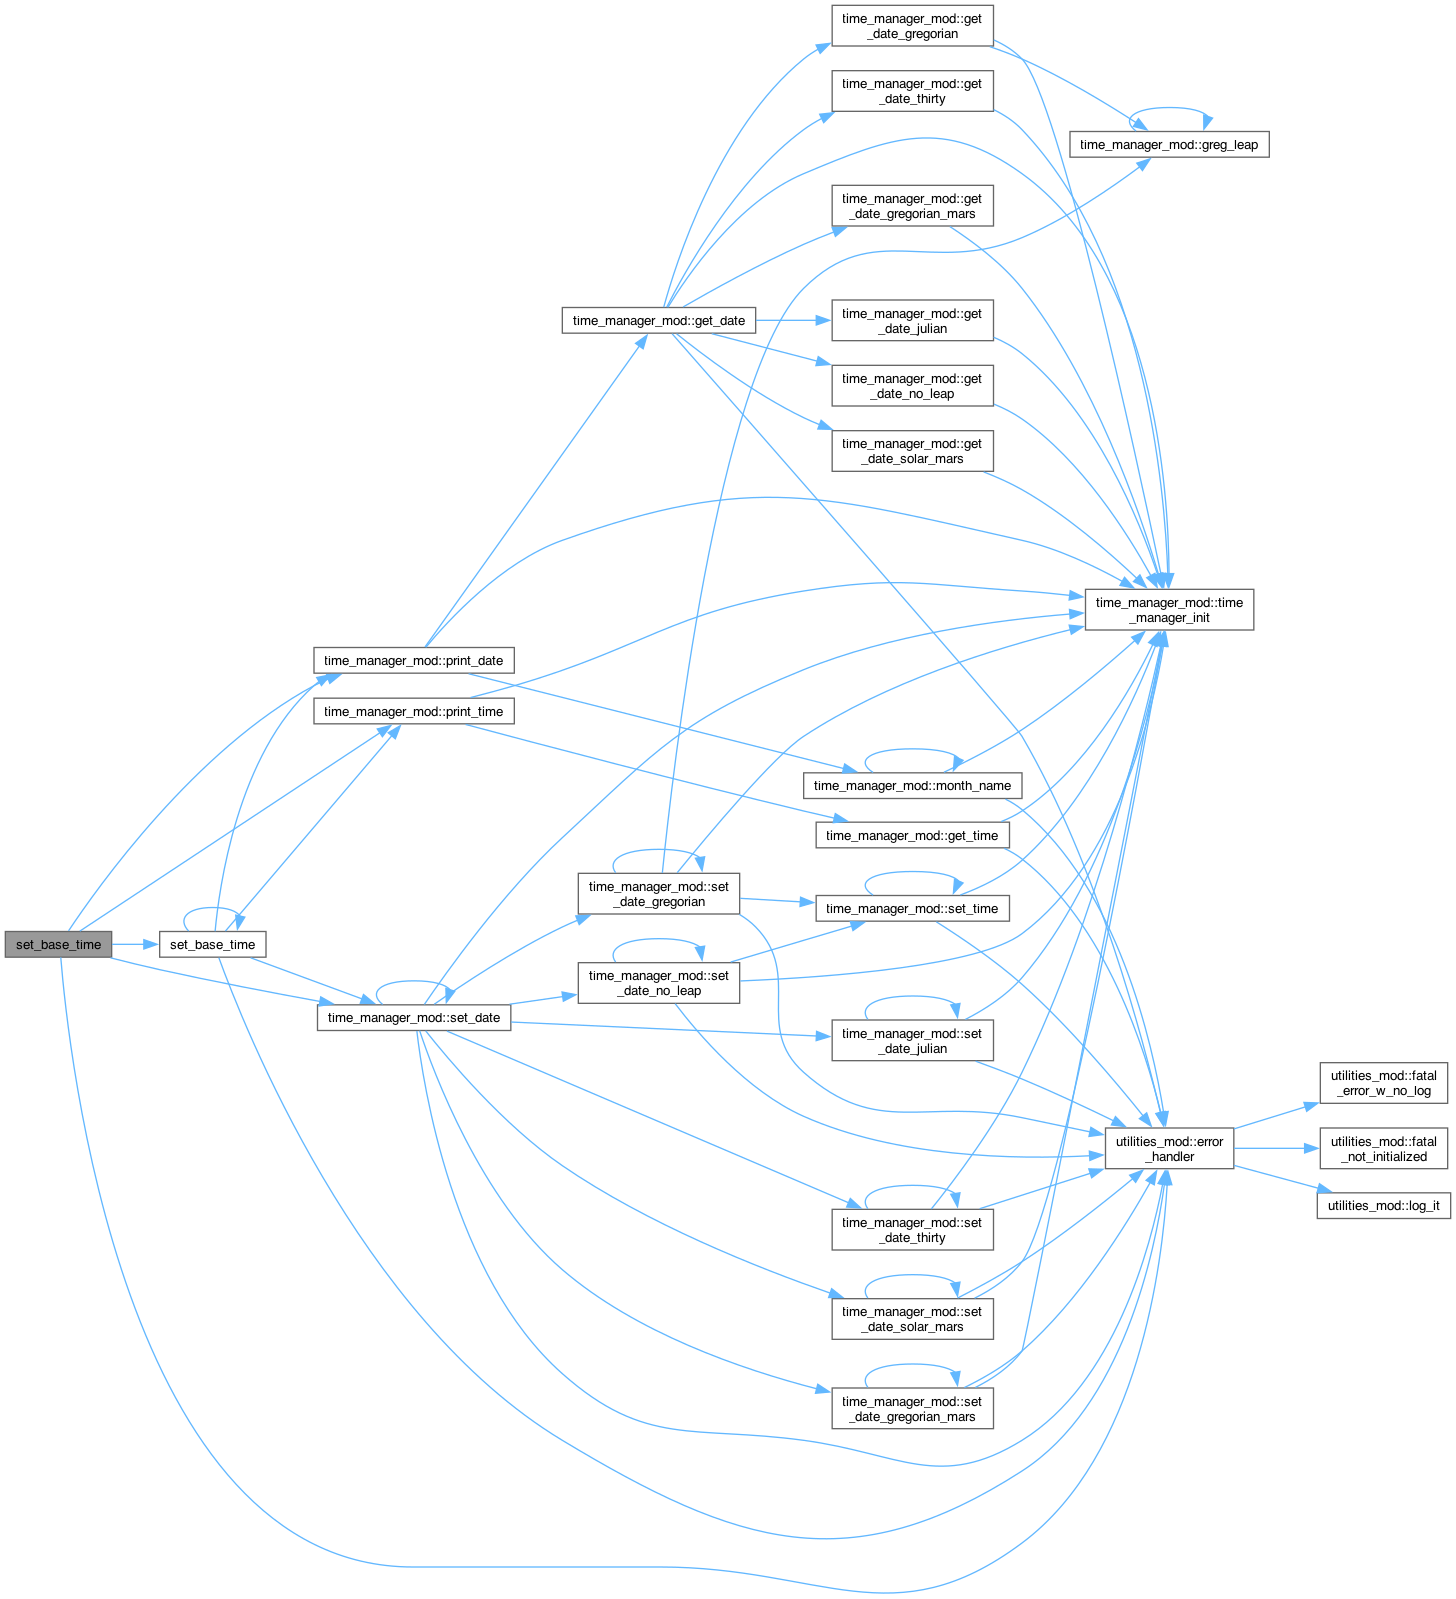 time_manager_mod::get
_date_gregorian
time_manager_mod::get
_date_thirty
time_manager_mod::greg_leap
time_manager_mod::get
_date_gregorian_mars
time_manager_mod::get_date
time_manager_mod::get
_date_julian
time_manager_mod::get
_date_no_leap
time_manager_mod::get
_date_solar_mars
time_manager_mod::time
_manager_init
time_manager_mod::print_date
time_manager_mod::print_time
time_manager_mod::month_name
time_manager_mod::get_time
time_manager_mod::set
_date_gregorian
time_manager_mod::set_time
set_base_time
set_base_time
time_manager_mod::set
_date_no_leap
time_manager_mod::set_date
time_manager_mod::set
_date_julian
utilities_mod::fatal
_error_w_no_log
utilities_mod::error
_handler
utilities_mod::fatal
_not_initialized
utilities_mod::log_it
time_manager_mod::set
_date_thirty
time_manager_mod::set
_date_solar_mars
time_manager_mod::set
_date_gregorian_mars